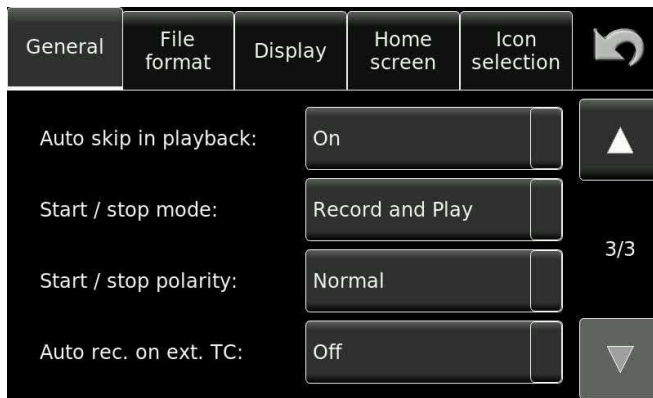 General
File
format
Display
Home
screen
Icon
selection
Auto skip in playback: On
Start / stop mode: Record and Play
3/3
Start / stop polarity: Normal
Auto rec. on ext. TC: Off